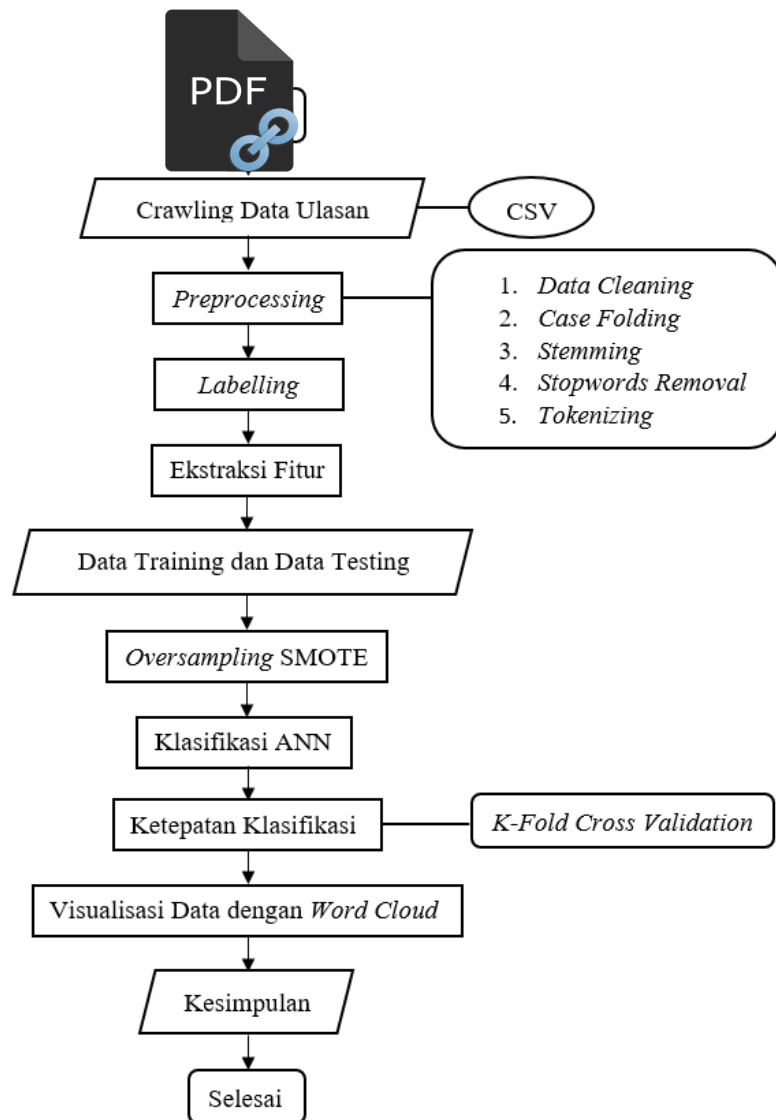 PDF
Crawling Data Ulasan
CSV
Preprocessing
1. Data Cleaning
2. Case Folding
3. Stemming
4. Stopwords Removal
5. Tokenizing
Labelling
Ekstraksi Fitur
Data Training dan Data Testing
Oversampling SMOTE
Klasifikasi ANN
Ketepatan Klasifikasi
K-Fold Cross Validation
Visualisasi Data dengan Word Cloud
Kesimpulan
Selesai